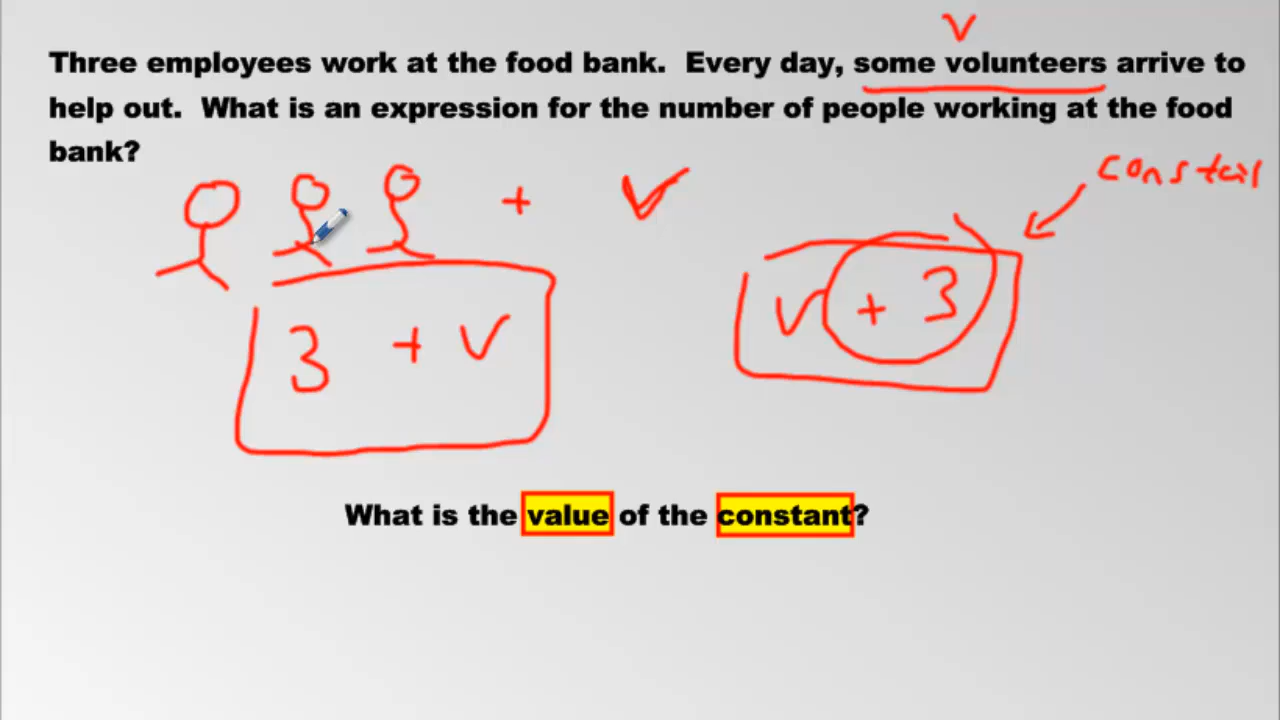 v
Three employees work at the food bank. Every day, some volunteers arrive to
help out. What is an expression for the number of people working at the food
bank?
+ v
3 + v
v + 3
What is the value of the constant?